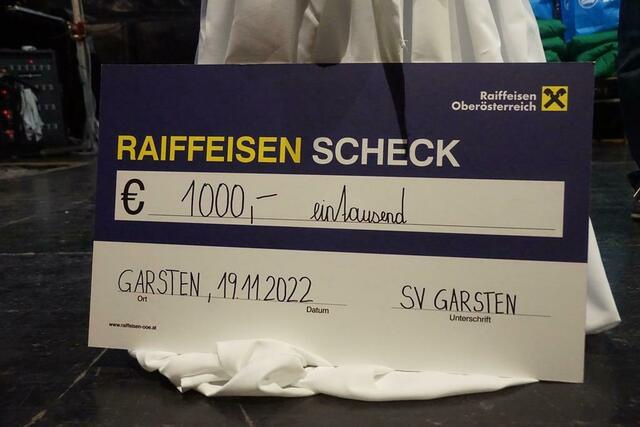 Raiffeisen
Oberösterreich
RAIFFEISEN SCHECK
€ 1000,- eintausend
GARSTEN, 19.11.2022 SV GARSTEN
Ort Datum Unterschrift
www.raiffeisen-ooe.at